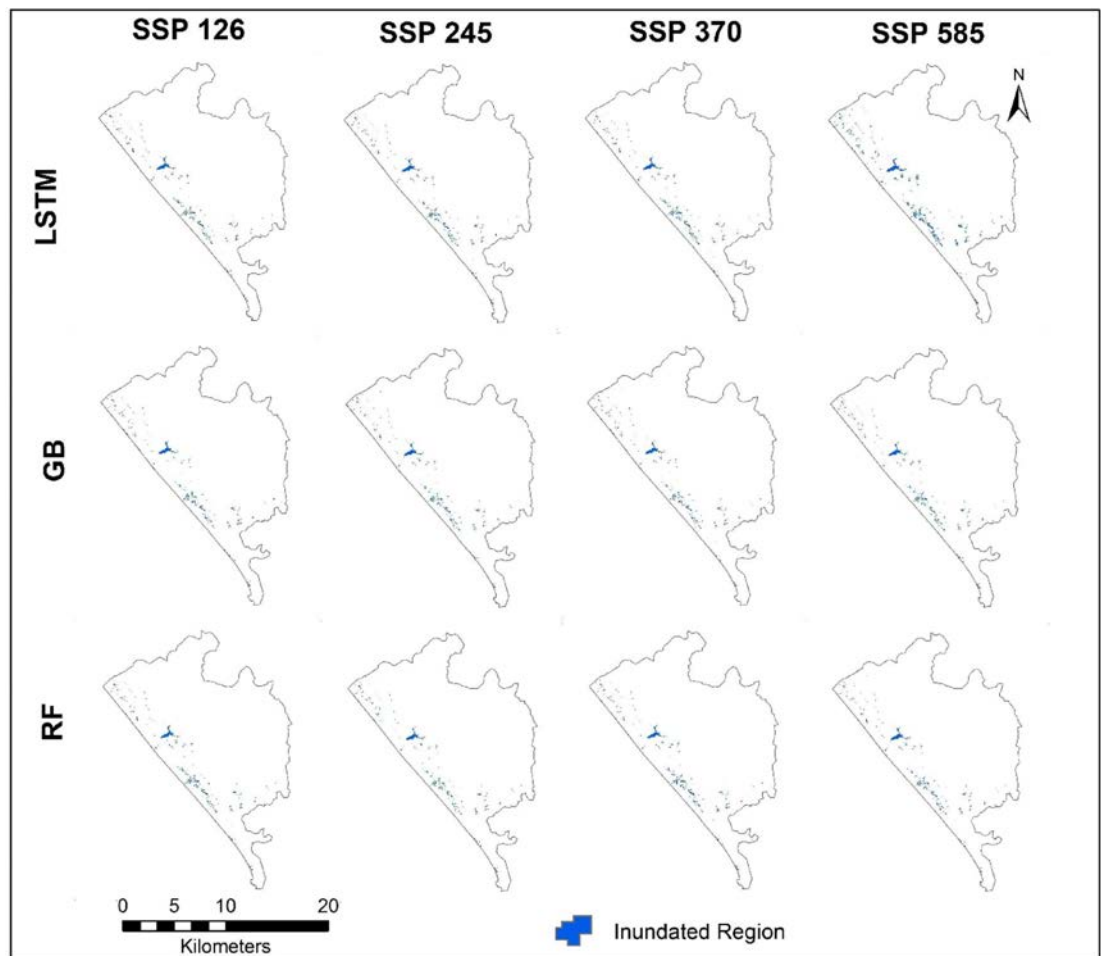 SSP 126 SSP 245 SSP 370 SSP 585
N
LSTM
GB
RF
0 5 10 20
Kilometers
Inundated Region